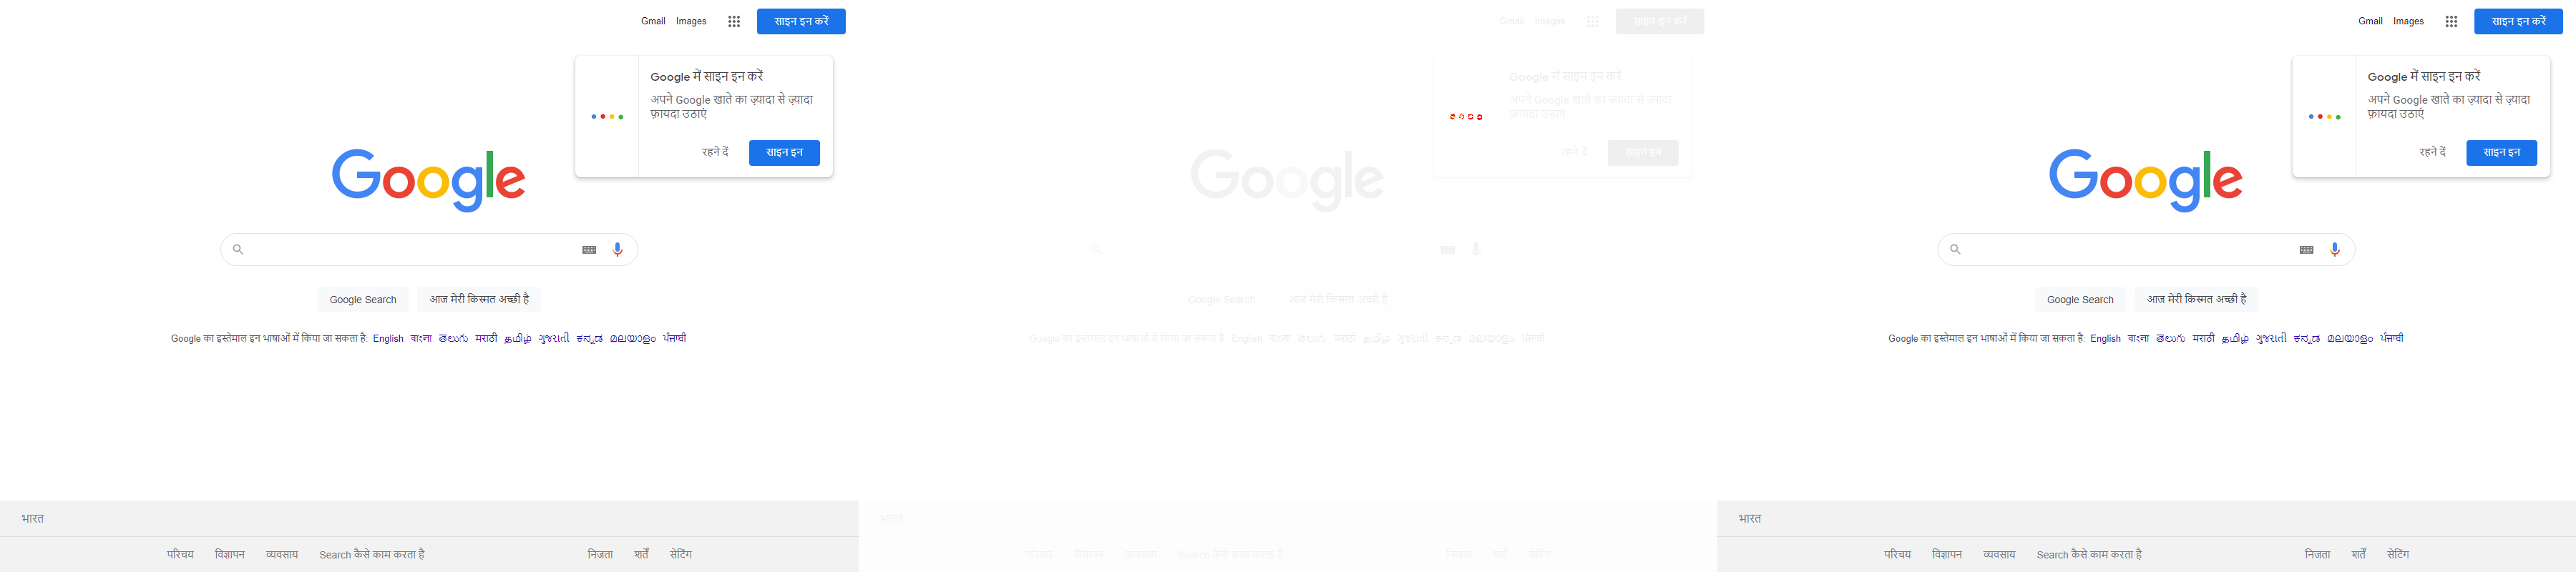 Gmail Images साइन इन करें
Google में साइन इन करें
अपने Google खाते का ज़्यादा से ज़्यादा
फ़ायदा उठाएं
रहने दें साइन इन
Google
Google Search आज मेरी किस्मत अच्छी है
Google का इस्तेमाल इन भाषाओं में किया जा सकता है: English বাংলা తెలుగు मराठी தமிழ் ગુજરાતી ಕನ್ನಡ മലയാളം ਪੰਜਾਬੀ
भारत
परिचय विज्ञापन व्यवसाय Search कैसे काम करता है निजता शर्तें सेटिंग
Gmail Images साइन इन करें
Google में साइन इन करें
अपने Google खाते का ज़्यादा से ज़्यादा
फ़ायदा उठाएं
रहने दें साइन इन
Google
Google Search आज मेरी किस्मत अच्छी है
Google का इस्तेमाल इन भाषाओं में किया जा सकता है: English বাংলা తెలుగు मराठी தமிழ் ગુજરાતી ಕನ್ನಡ മലയാളം ਪੰਜਾਬੀ
भारत
परिचय विज्ञापन व्यवसाय Search कैसे काम करता है निजता शर्तें सेटिंग
Gmail Images साइन इन करें
Google में साइन इन करें
अपने Google खाते का ज़्यादा से ज़्यादा
फ़ायदा उठाएं
रहने दें साइन इन
Google
Google Search आज मेरी किस्मत अच्छी है
Google का इस्तेमाल इन भाषाओं में किया जा सकता है: English বাংলা తెలుగు मराठी தமிழ் ગુજરાતી ಕನ್ನಡ മലയാളം ਪੰਜਾਬੀ
भारत
परिचय विज्ञापन व्यवसाय Search कैसे काम करता है निजता शर्तें सेटिंग